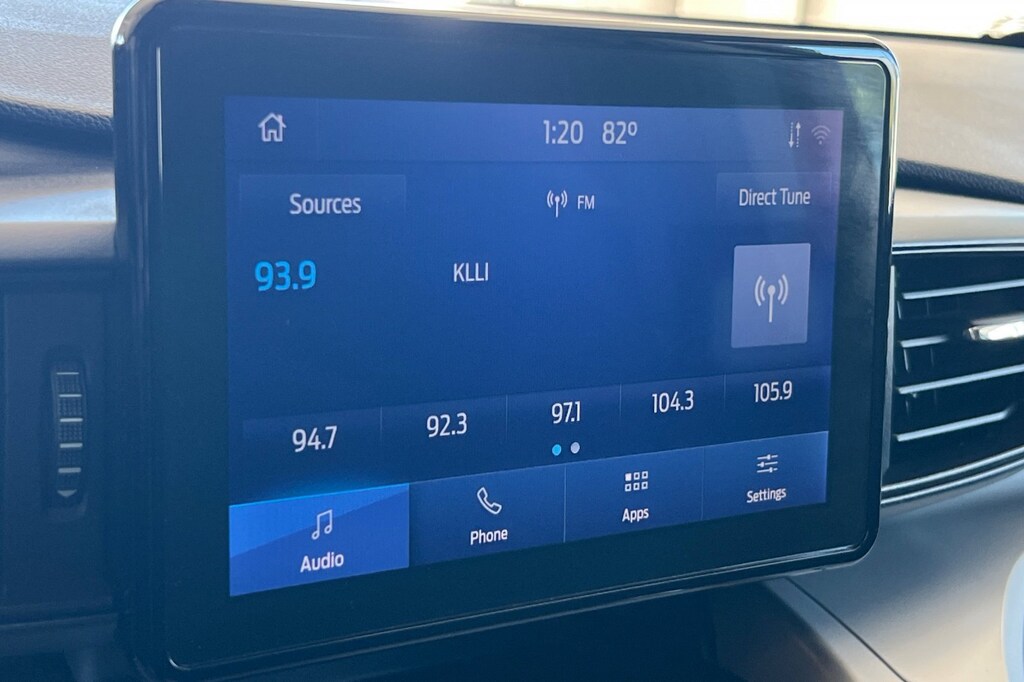 1:20 82º
Sources
FM
Direct Tune
93.9
KLLI
94.7
92.3
97.1
104.3
105.9
Audio
Phone
Apps
Settings